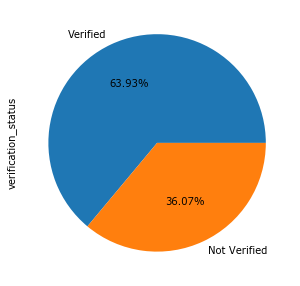 Verified
63.93%
verification_status
36.07%
Not Verified